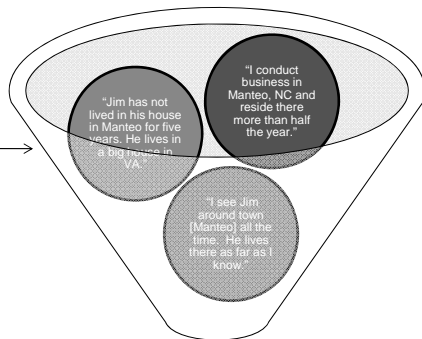 “Jim has not
lived in his house
in Manteo for five
years. He lives in
a big house in
VA.”
“I conduct
business in
Manteo, NC and
reside there
more than half
the year.”
“I see Jim
around town
[Manteo] all the
time.  He lives
there as far as I
know.”